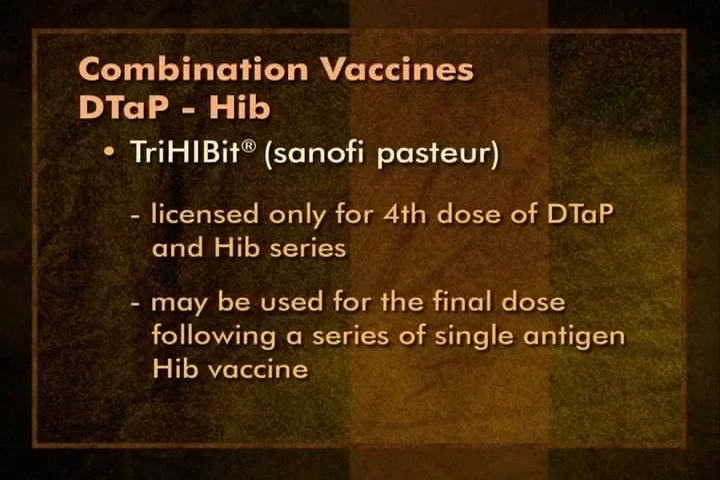 Combination Vaccines
DTaP - Hib
• TriHIBit® (sanofi pasteur)
- licensed only for 4th dose of DTaP
and Hib series
- may be used for the final dose
following a series of single antigen
Hib vaccine